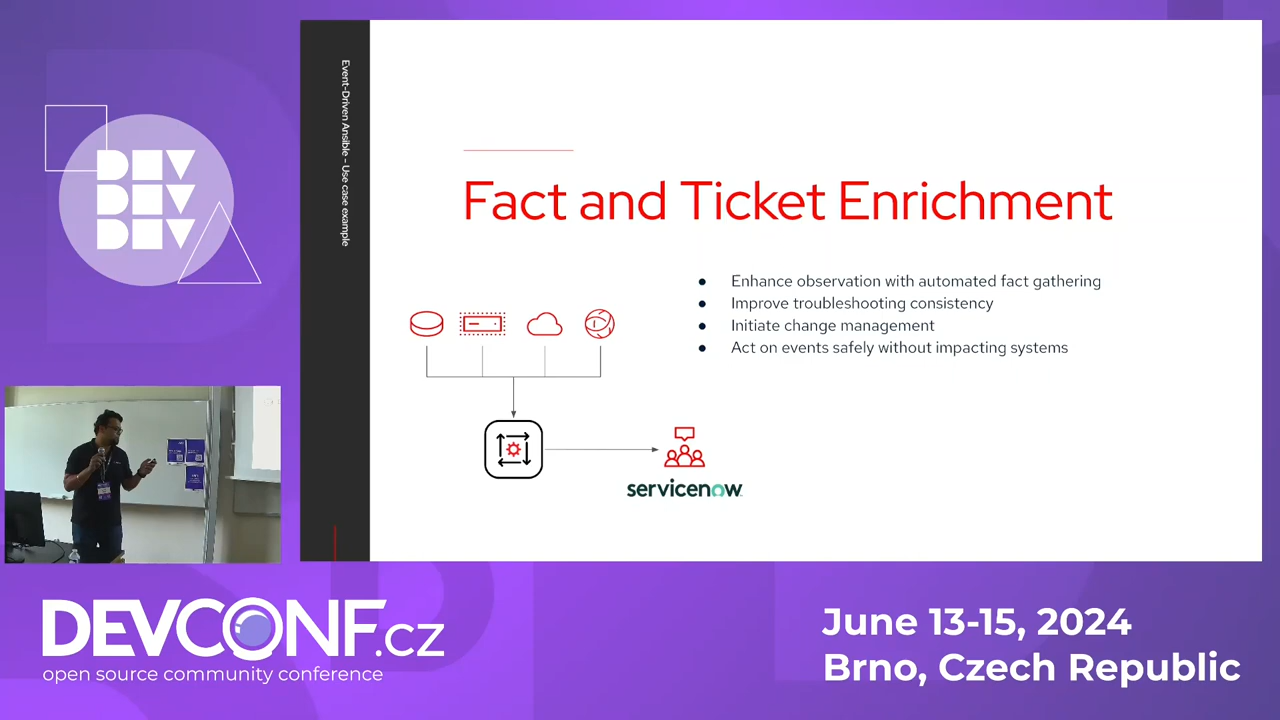 DEV
DEV
DEV
Event-Driven Ansible - Use case example
Fact and Ticket Enrichment
● Enhance observation with automated fact gathering
● Improve troubleshooting consistency
● Initiate change management
● Act on events safely without impacting systems
servicenow
DEVCONF.cz
open source community conference
June 13-15, 2024
Brno, Czech Republic